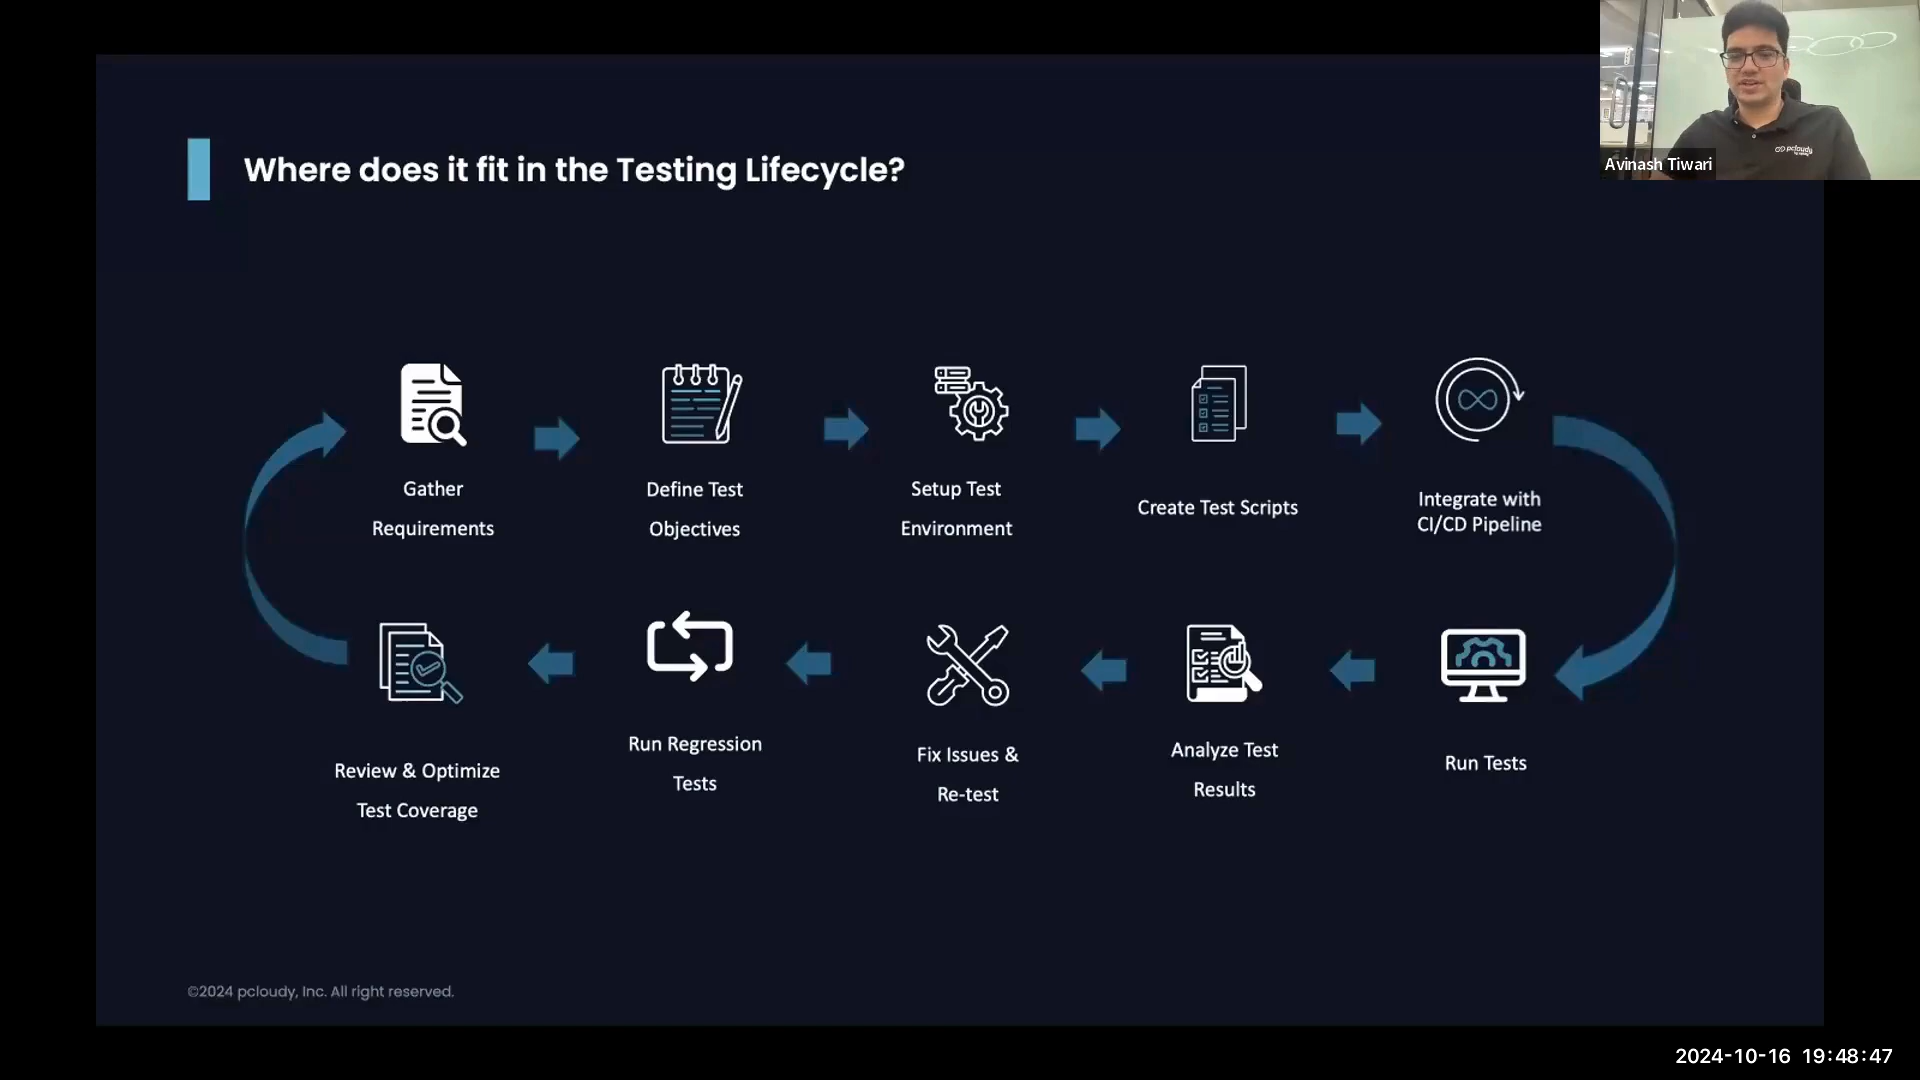 Where does it fit in the Testing Lifecycle?
pcloudy
Avinash Tiwari
Gather
Requirements
Define Test
Objectives
Setup Test
Environment
Create Test Scripts
Integrate with
CI/CD Pipeline
Review & Optimize
Test Coverage
Run Regression
Tests
Fix Issues &
Re-test
Analyze Test
Results
Run Tests
©2024 pcloudy, Inc. All right reserved.
2024-10-16 19:48:47